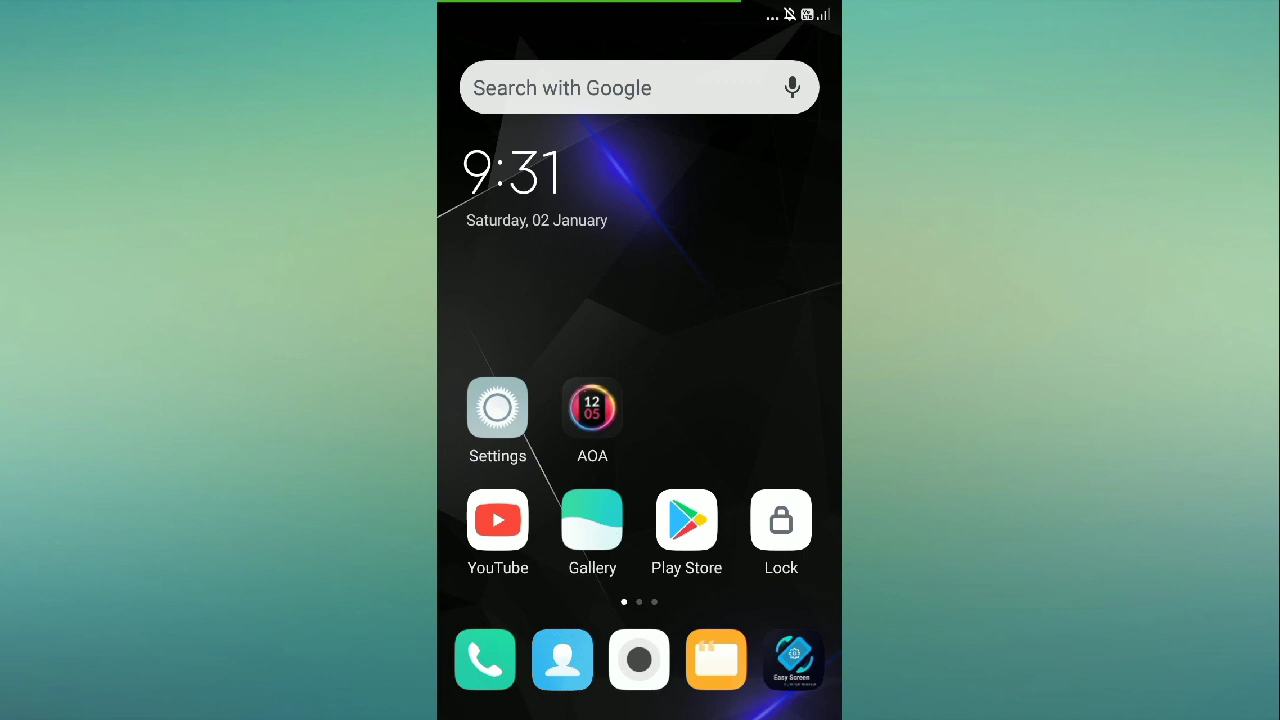 Search with Google
9:31
Saturday, 02 January
12
05
Settings
AOA
YouTube
Gallery
Play Store
Lock
Easy Screen